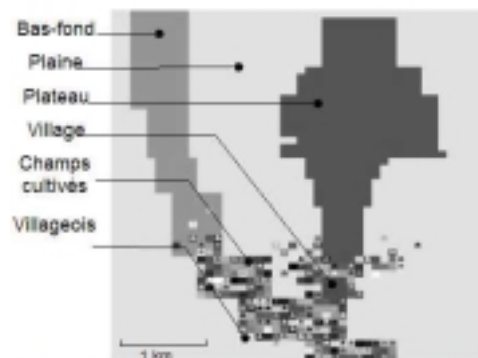 Bas-fond
Plaine
Plateau
Village
Champs
cultivés
Villageois
1 km